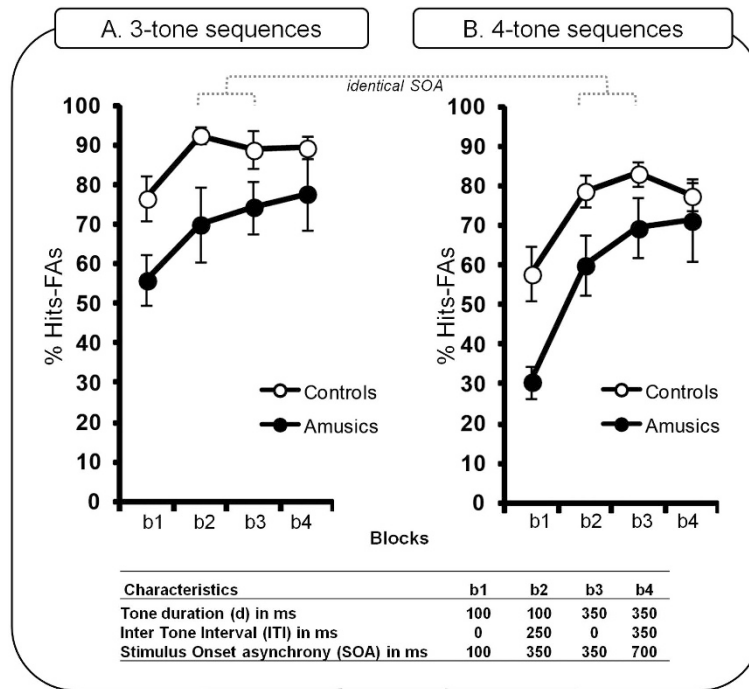 A. 3-tone sequences
B. 4-tone sequences
identical SOA
% Hits-FAs
100
90
80
70
60
50
40
30
20
10
0
Controls
Amusics
b1 b2 b3 b4
% Hits-FAs
100
90
80
70
60
50
40
30
20
10
0
Controls
Amusics
b1 b2 b3 b4
Blocks
Characteristics b1 b2 b3 b4
Tone duration (d) in ms 100 100 350 350
Inter Tone Interval (ITI) in ms 0 250 0 350
Stimulus Onset asynchrony (SOA) in ms 100 350 350 700